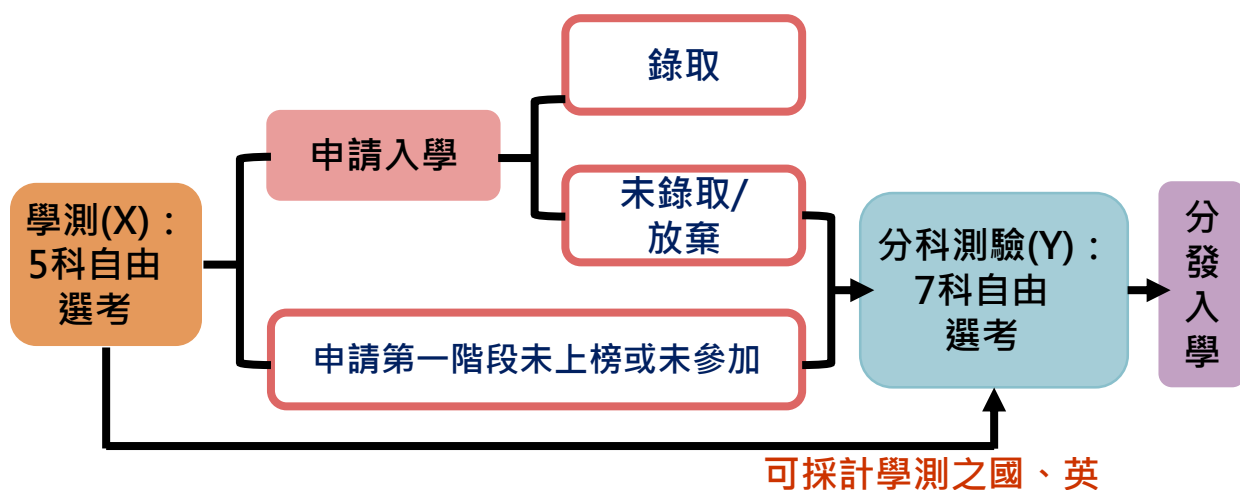 學測(X)：
5科自由
選考
申請入學
錄取
未錄取/
放棄
申請第一階段未上榜或未參加
分科測驗(Y)：
7科自由
選考
分
發
入
學
可採計學測之國、英